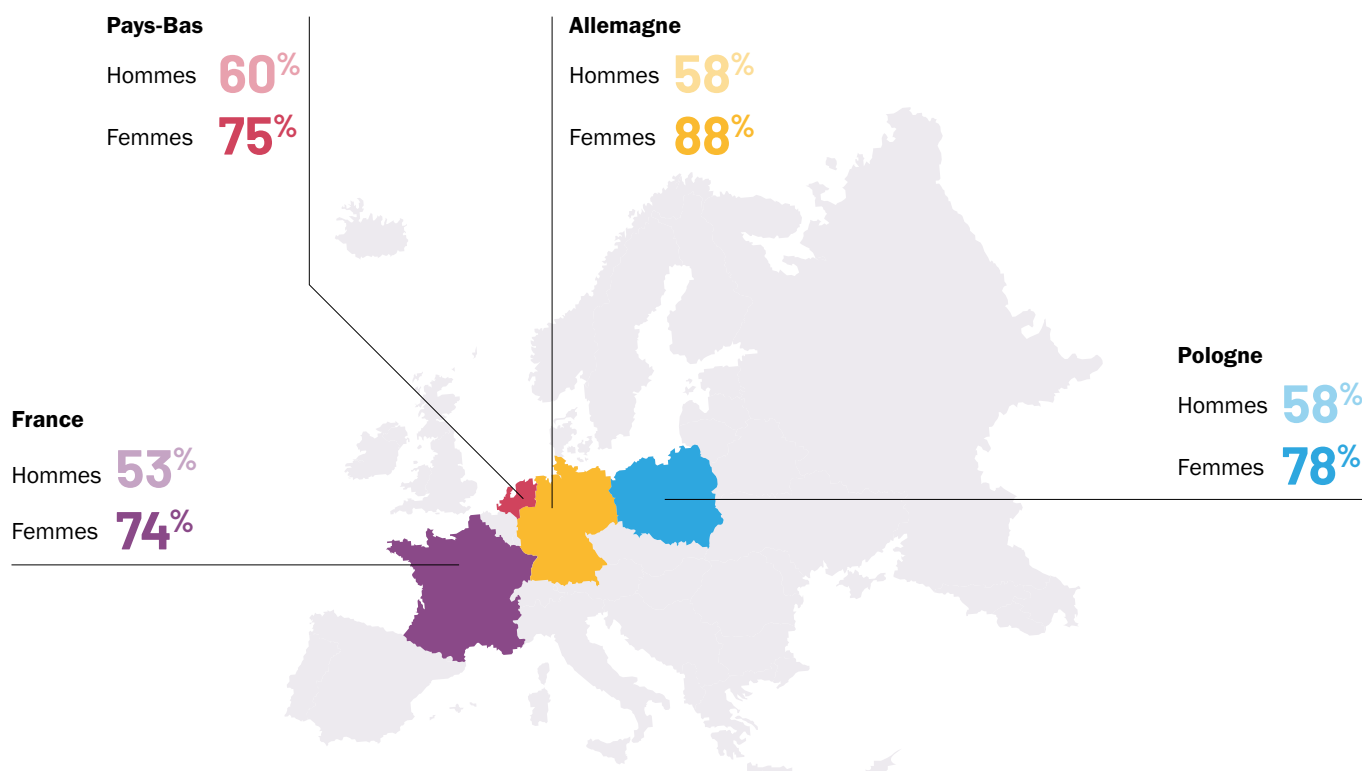 Pays-Bas
Hommes 60%
Femmes 75%
Allemagne
Hommes 58%
Femmes 88%
Pologne
Hommes 58%
Femmes 78%
France
Hommes 53%
Femmes 74%